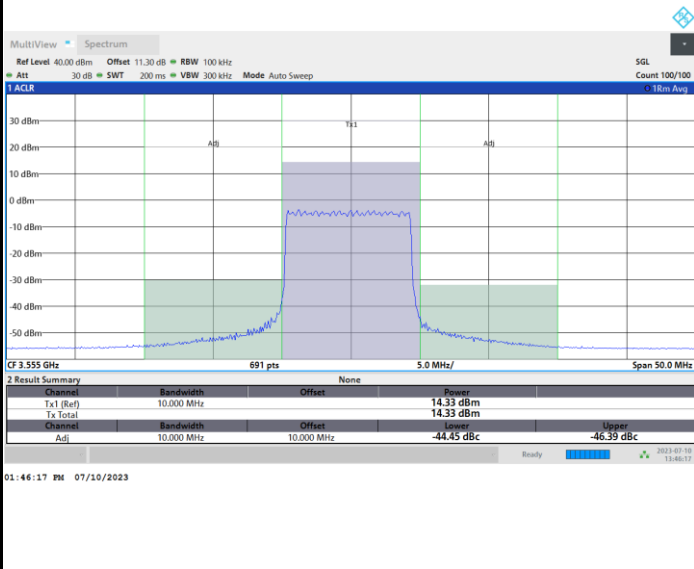 MultiView Spectrum
Ref Level 40.00 dBm Offset 11.30 dB RBW 100 kHz SGL
Att 30 dB SWT 200 ms VBW 300 kHz Mode Auto Sweep Count 100/100
1 ACLR 1Rm Avg
30 dBm
Tx1
20 dBm Adj Adj
10 dBm
0 dBm
-10 dBm
-20 dBm
-30 dBm
-40 dBm
-50 dBm
CF 3.555 GHz 691 pts 5.0 MHz/ Span 50.0 MHz
2 Result Summary None
Channel Bandwidth Offset Power
Tx1 (Ref) 10.000 MHz 14.33 dBm
Tx Total 14.33 dBm
Channel Bandwidth Offset Lower Upper
Adj 10.000 MHz 10.000 MHz -44.45 dBc -46.39 dBc
Ready 2023-07-10
13:46:17
01:46:17 PM 07/10/2023